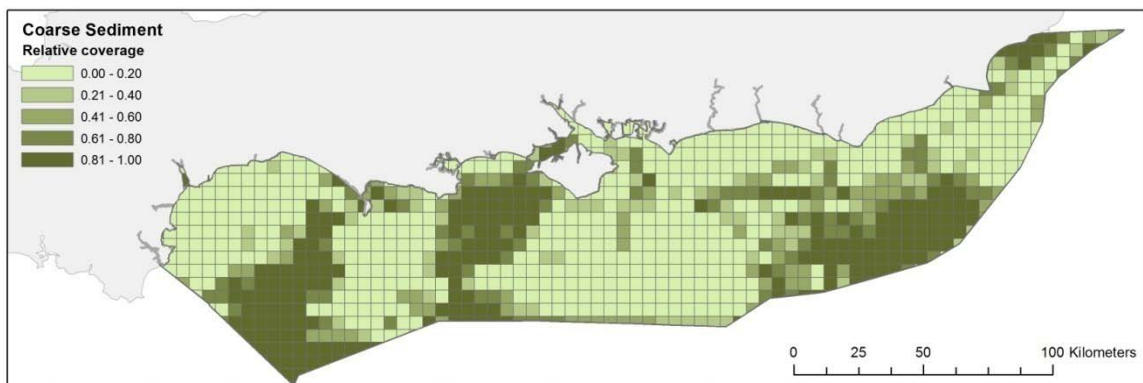 Coarse Sediment
Relative coverage
0.00 - 0.20
0.21 - 0.40
0.41 - 0.60
0.61 - 0.80
0.81 - 1.00
0 25 50 100 Kilometers